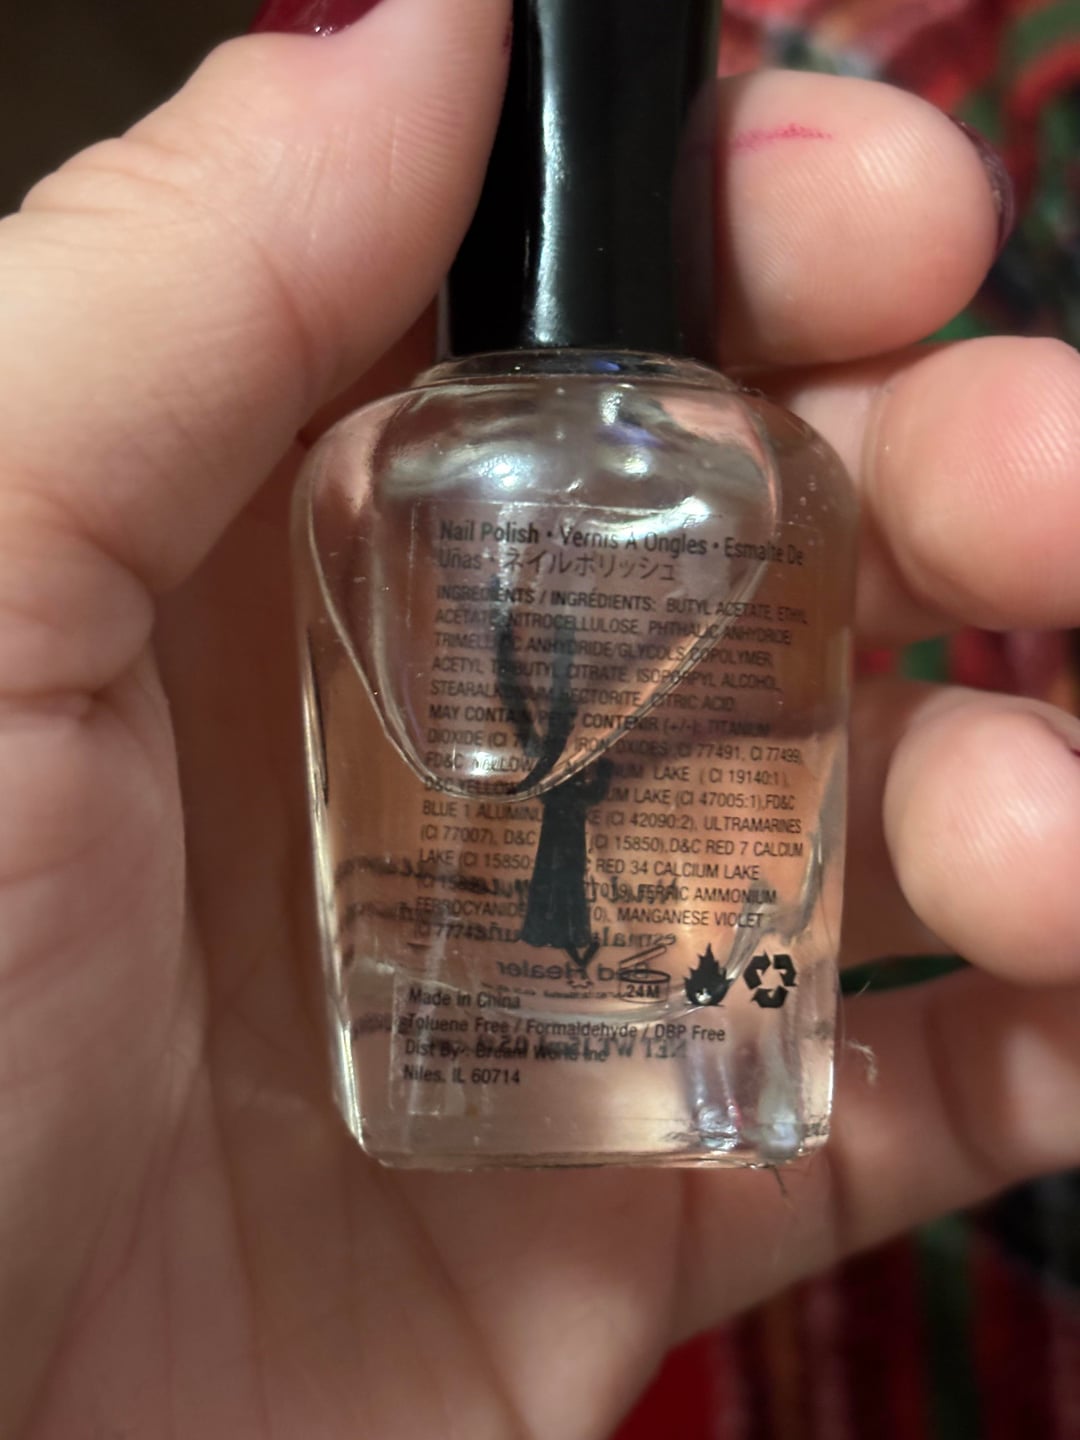 Nail Polish • Vernis À Ongles • Esmalte De
Uñas • ネイルポリッシュ
INGREDIENTS / INGRÉDIENTS: BUTYL ACETATE, ETHYL
ACETATE, NITROCELLULOSE, PHTHALIC ANHYDRIDE/
TRIMELLITIC ANHYDRIDE/GLYCOLS COPOLYMER,
ACETYL TRIBUTYL CITRATE, ISOPORPYL ALCOHOL,
STEARALKONIUM HECTORITE, CITRIC ACID.
MAY CONTAIN/PEUT CONTENIR (+/-): TITANIUM
DIOXIDE (CI IRON OXIDES (CI 77491, CI 77499),
FD&C YELLOW LAKE (CI 19140:1),
D&C YELLOW LAKE (CI 47005:1),FD&C
BLUE 1 ALUMINUM LAKE (CI 42090:2), ULTRAMARINES
(CI 77007), D&C (CI 15850),D&C RED 7 CALCIUM
LAKE (CI RED 34 CALCIUM LAKE
FERRIC AMMONIUM
FERROCYANIDE MANGANESE VIOLET
24M
Made in China
Toluene Free / Formaldehyde / DBP Free
Dist By: Dream World Inc
Niles, IL 60714